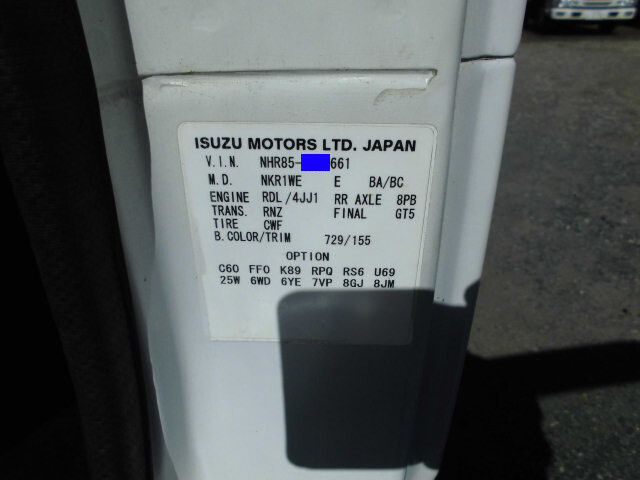 ISUZU MOTORS LTD. JAPAN
V.I.N. NHR85-661
M.D. NKR1WE E BA/BC
ENGINE RDL/4JJ1 RR AXLE 8PB
TRANS. RNZ FINAL GT5
TIRE CWF
B.COLOR/TRIM 729/155
OPTION
C60 FF0 K89 RPQ RS6 U69
25W 6WD 6YE 7VP 8GJ 8JM